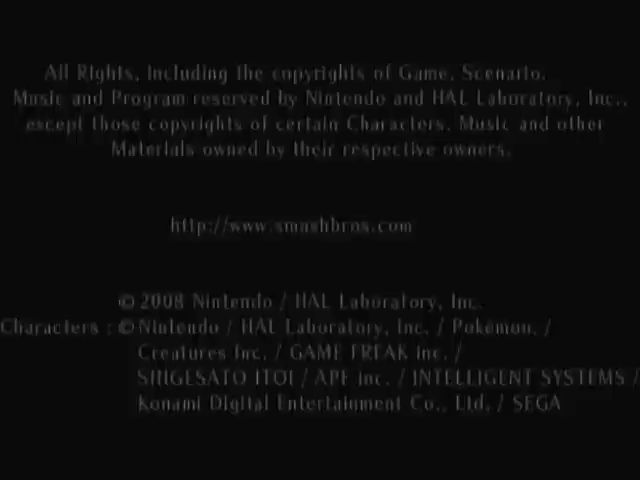 All Rights, including the copyrights of Game, Scenario,
Music and Program reserved by Nintendo and HAL Laboratory, Inc.,
except those copyrights of certain Characters, Music and other
Materials owned by their respective owners.
http://www.smashbros.com
© 2008 Nintendo / HAL Laboratory, Inc.
Characters : © Nintendo / HAL Laboratory, Inc. / Pokémon. /
Creatures Inc. / GAME FREAK inc. /
SHIGESATO ITOI / APE inc. / INTELLIGENT SYSTEMS /
Konami Digital Entertainment Co., Ltd. / SEGA